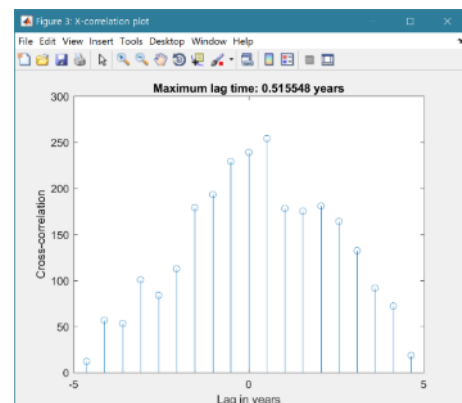 Figure 3: X-correlation plot
File Edit View Insert Tools Desktop Window Help
Maximum lag time: 0.515548 years
300
250
200
150
100
50
0
Cross-correlation
-5 0 5
Lag in years